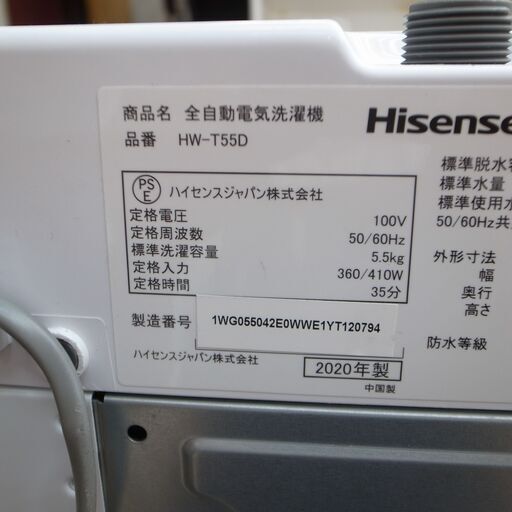 商品名 全自動電気洗濯機
品番 HW-T55D
Hisense
PS
E
ハイセンスジャパン株式会社
定格電圧 100V
定格周波数 50/60Hz
標準洗濯容量 5.5kg
定格入力 360/410W
定格時間 35分
製造番号 1WG055042E0WWE1YT120794
ハイセンスジャパン株式会社
2020年製
中国製
標準脱水容
標準水量
標準使用水
50/60Hz共
外形寸法
幅
奥行
高さ
防水等級